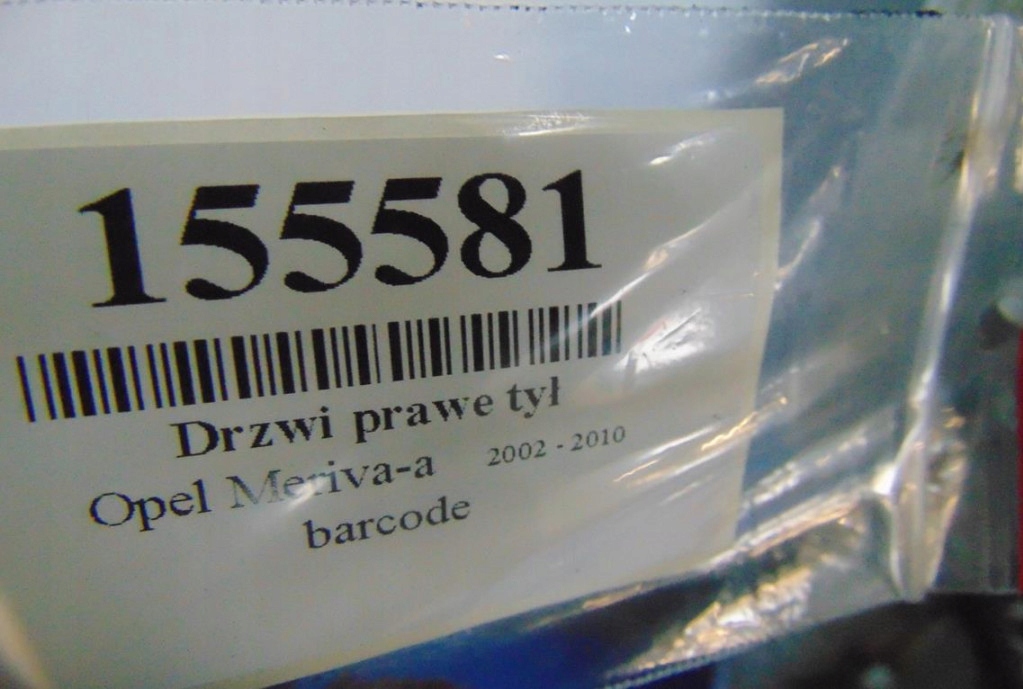 155581
Drzwi prawe tył
Opel Meriva-a 2002 - 2010
barcode